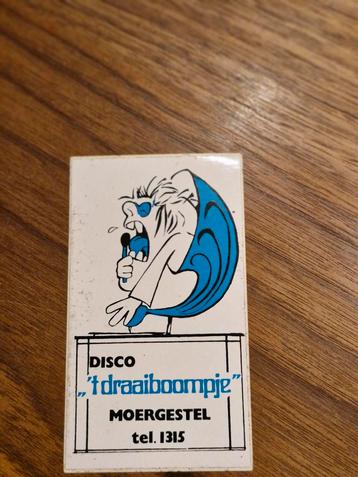 DISCO
„'t draaiboompje”
MOERGESTEL
tel. 1315